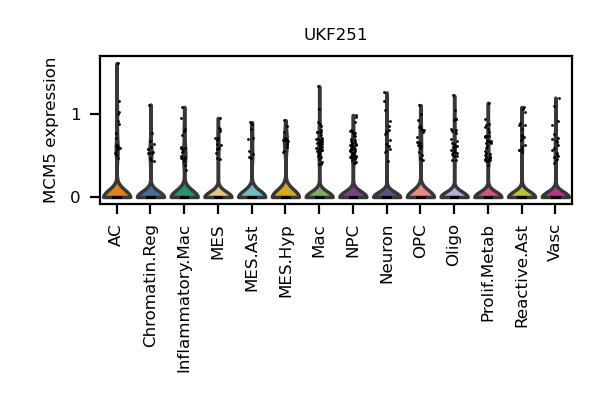 UKF251
MCM5 expression
1
0
AC
Chromatin.Reg
Inflammatory.Mac
MES
MES.Ast
MES.Hyp
Mac
NPC
Neuron
OPC
Oligo
Prolif.Metab
Reactive.Ast
Vasc